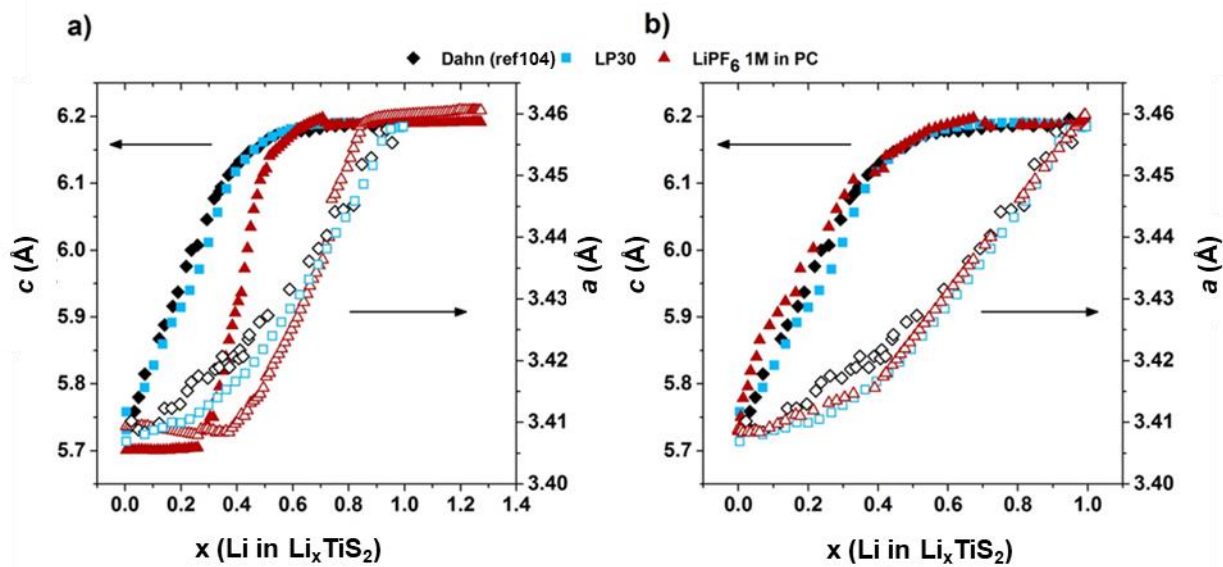 a)
b)
Dahn (ref104) LP30 LiPF6 1M in PC
6.2
6.1
6.0
5.9
5.8
5.7
c (Å)
3.46
3.45
3.44
3.43
3.42
3.41
3.40
a (Å)
0.0 0.2 0.4 0.6 0.8 1.0 1.2 1.4
x (Li in LixTiS2)
6.2
6.1
6.0
5.9
5.8
5.7
c (Å)
3.46
3.45
3.44
3.43
3.42
3.41
3.40
a (Å)
0.0 0.2 0.4 0.6 0.8 1.0
x (Li in LixTiS2)